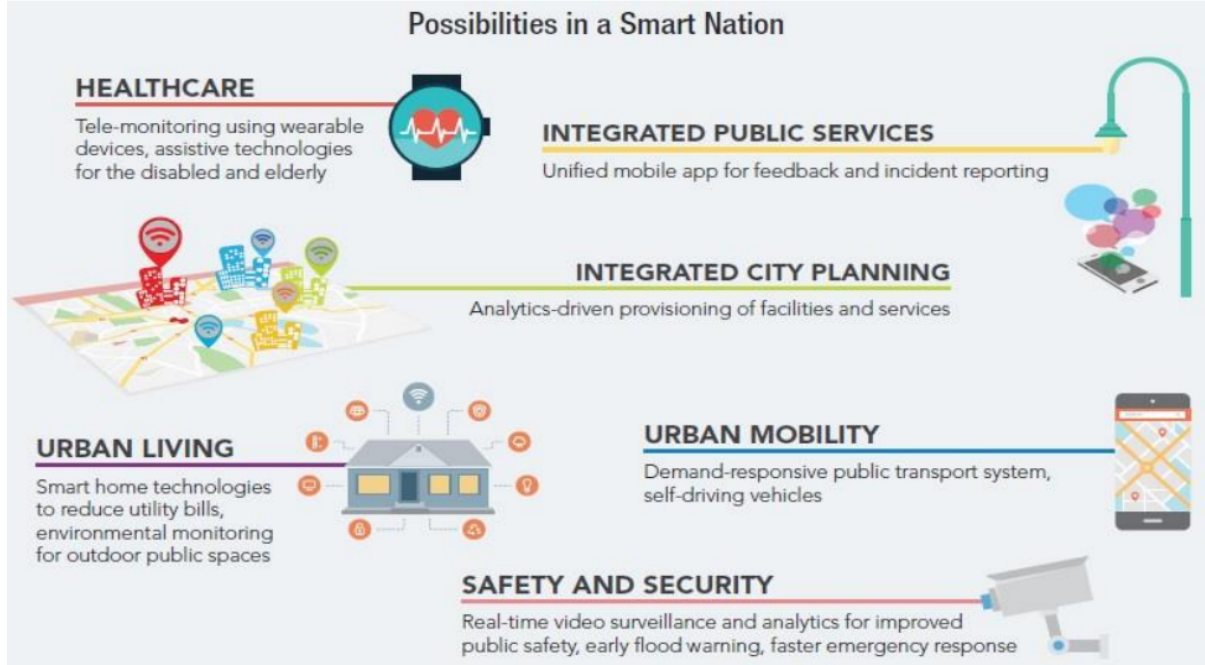 Possibilities in a Smart Nation
HEALTHCARE
Tele-monitoring using wearable
devices, assistive technologies
for the disabled and elderly
INTEGRATED PUBLIC SERVICES
Unified mobile app for feedback and incident reporting
INTEGRATED CITY PLANNING
Analytics-driven provisioning of facilities and services
URBAN LIVING
Smart home technologies
to reduce utility bills,
environmental monitoring
for outdoor public spaces
URBAN MOBILITY
Demand-responsive public transport system,
self-driving vehicles
SAFETY AND SECURITY
Real-time video surveillance and analytics for improved
public safety, early flood warning, faster emergency response